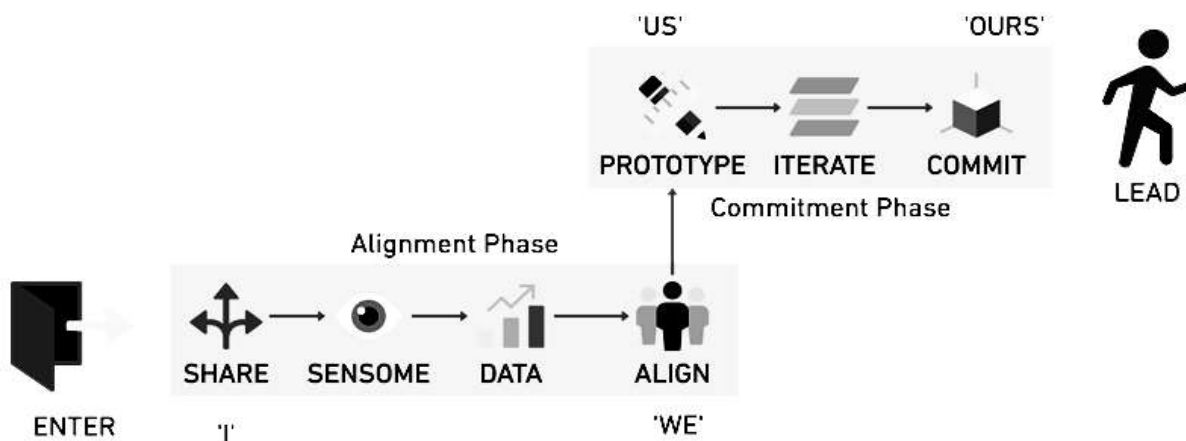 'US' 'OURS'
PROTOTYPE ITERATE COMMIT
LEAD
Commitment Phase
Alignment Phase
SHARE SENSOME DATA ALIGN
ENTER 'I' 'WE'